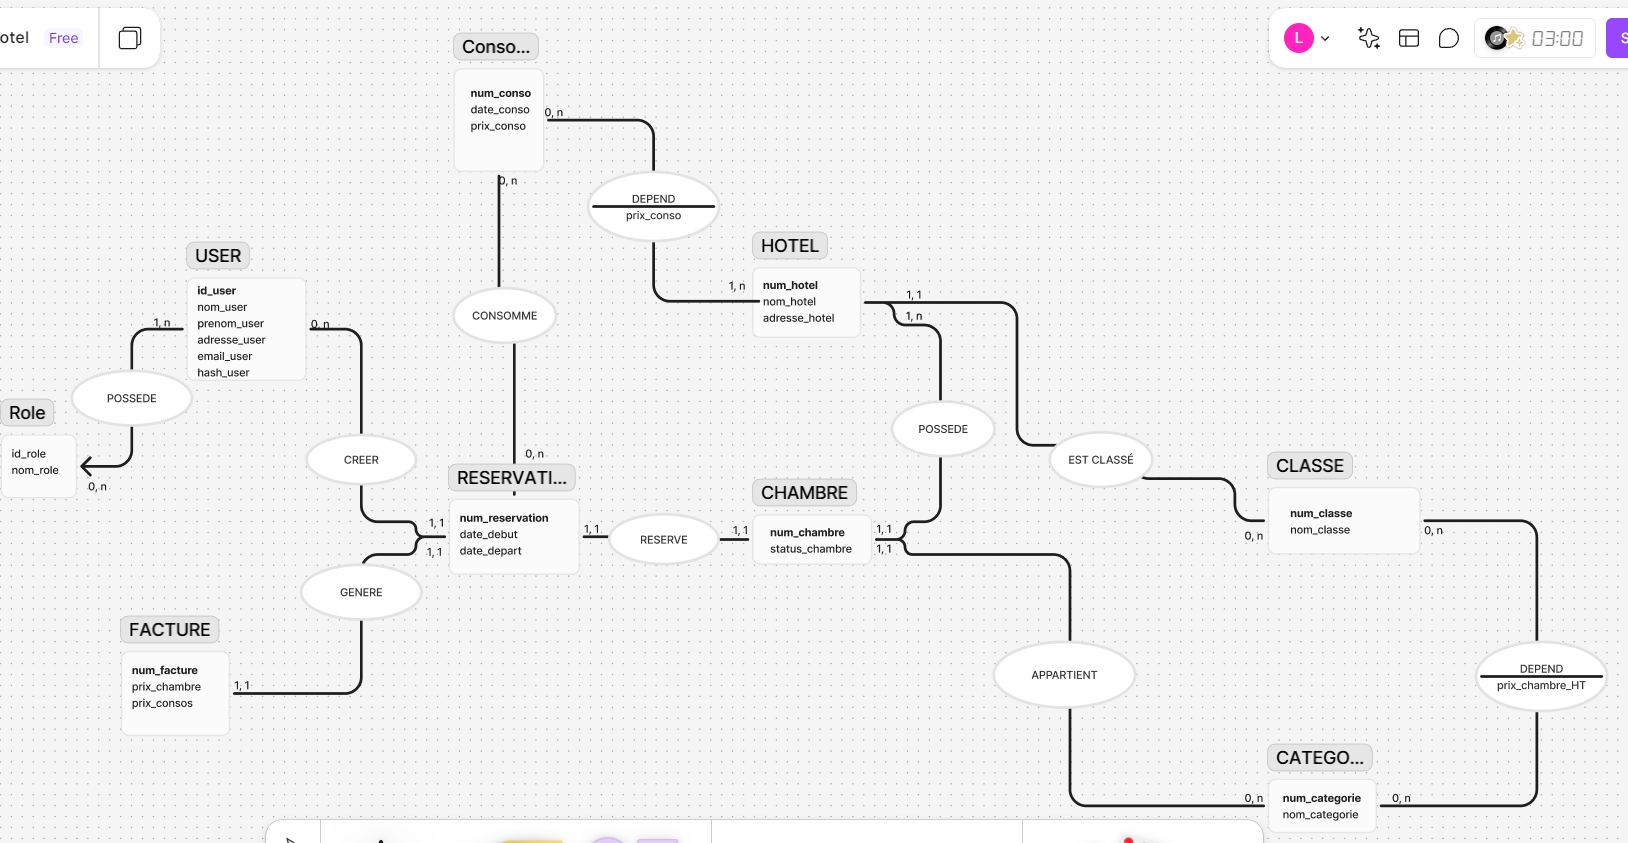 otel Free
L
03:00
S
Conso...
num_conso
date_conso
prix_conso
0, n
0, n
DEPEND
prix_conso
USER
id_user
nom_user
prenom_user
adresse_user
email_user
hash_user
1, n
0, n
HOTEL
num_hotel
nom_hotel
adresse_hotel
1, n
1, 1
1, n
CONSOMME
POSSEDE
Role
id_role
nom_role
0, n
CREER
0, n
POSSEDE
EST CLASSÉ
CLASSE
num_classe
nom_classe
0, n
0, n
RESERVATI...
num_reservation
date_debut
date_depart
1, 1
1, 1
1, 1
RESERVE
1, 1
CHAMBRE
num_chambre
status_chambre
1, 1
1, 1
GENERE
FACTURE
num_facture
prix_chambre
prix_consos
1, 1
APPARTIENT
DEPEND
prix_chambre_HT
CATEGO...
num_categorie
nom_categorie
0, n
0, n